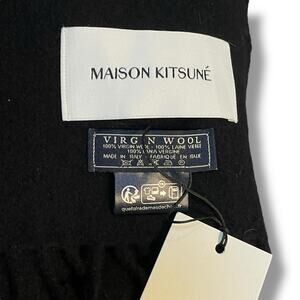 MAISON KITSUNÉ
VIRGIN WOOL
100% VIRGIN WOOL - 100% LAINE VIERGE
100% LANA VERGINE
MADE IN ITALY - FABRIQUÉ EN ITALIE